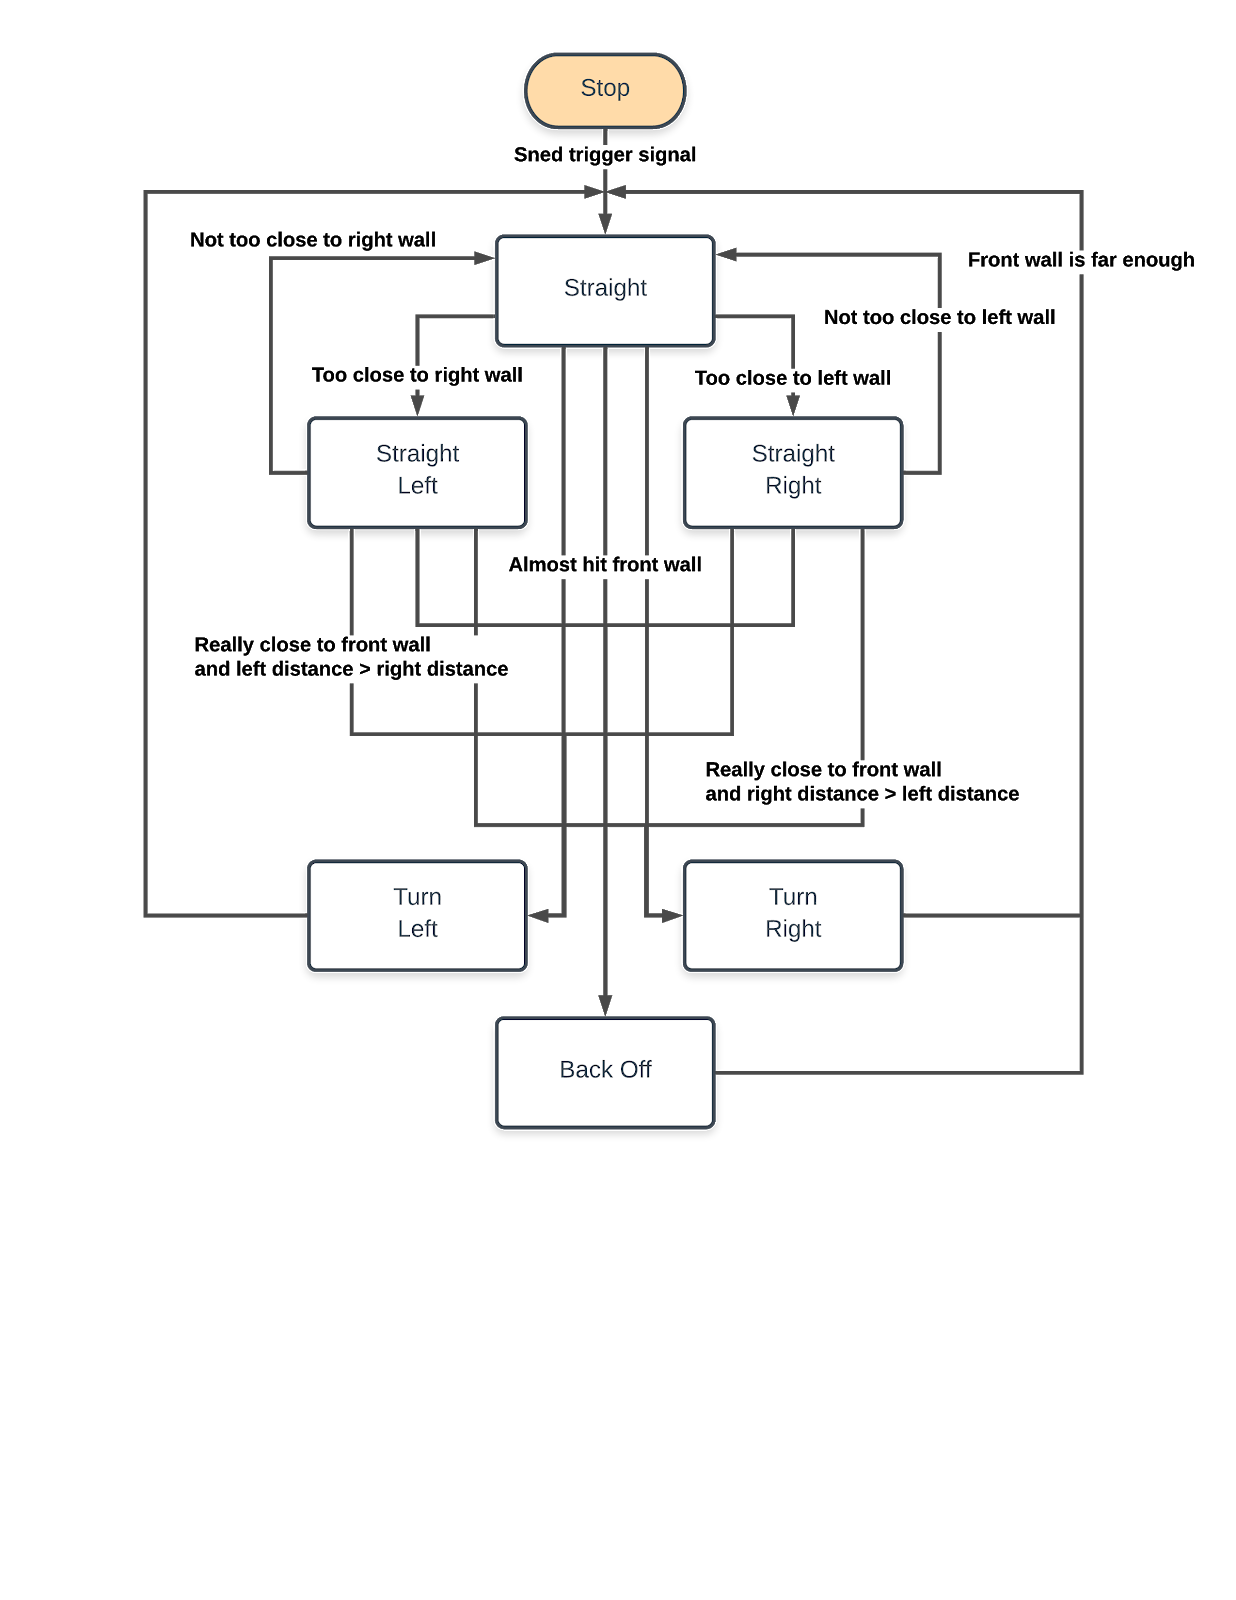 Stop
Sned trigger signal
Not too close to right wall
Front wall is far enough
Straight
Not too close to left wall
Too close to right wall
Too close to left wall
Straight
Left
Straight
Right
Almost hit front wall
Really close to front wall
and left distance > right distance
Really close to front wall
and right distance > left distance
Turn
Left
Turn
Right
Back Off